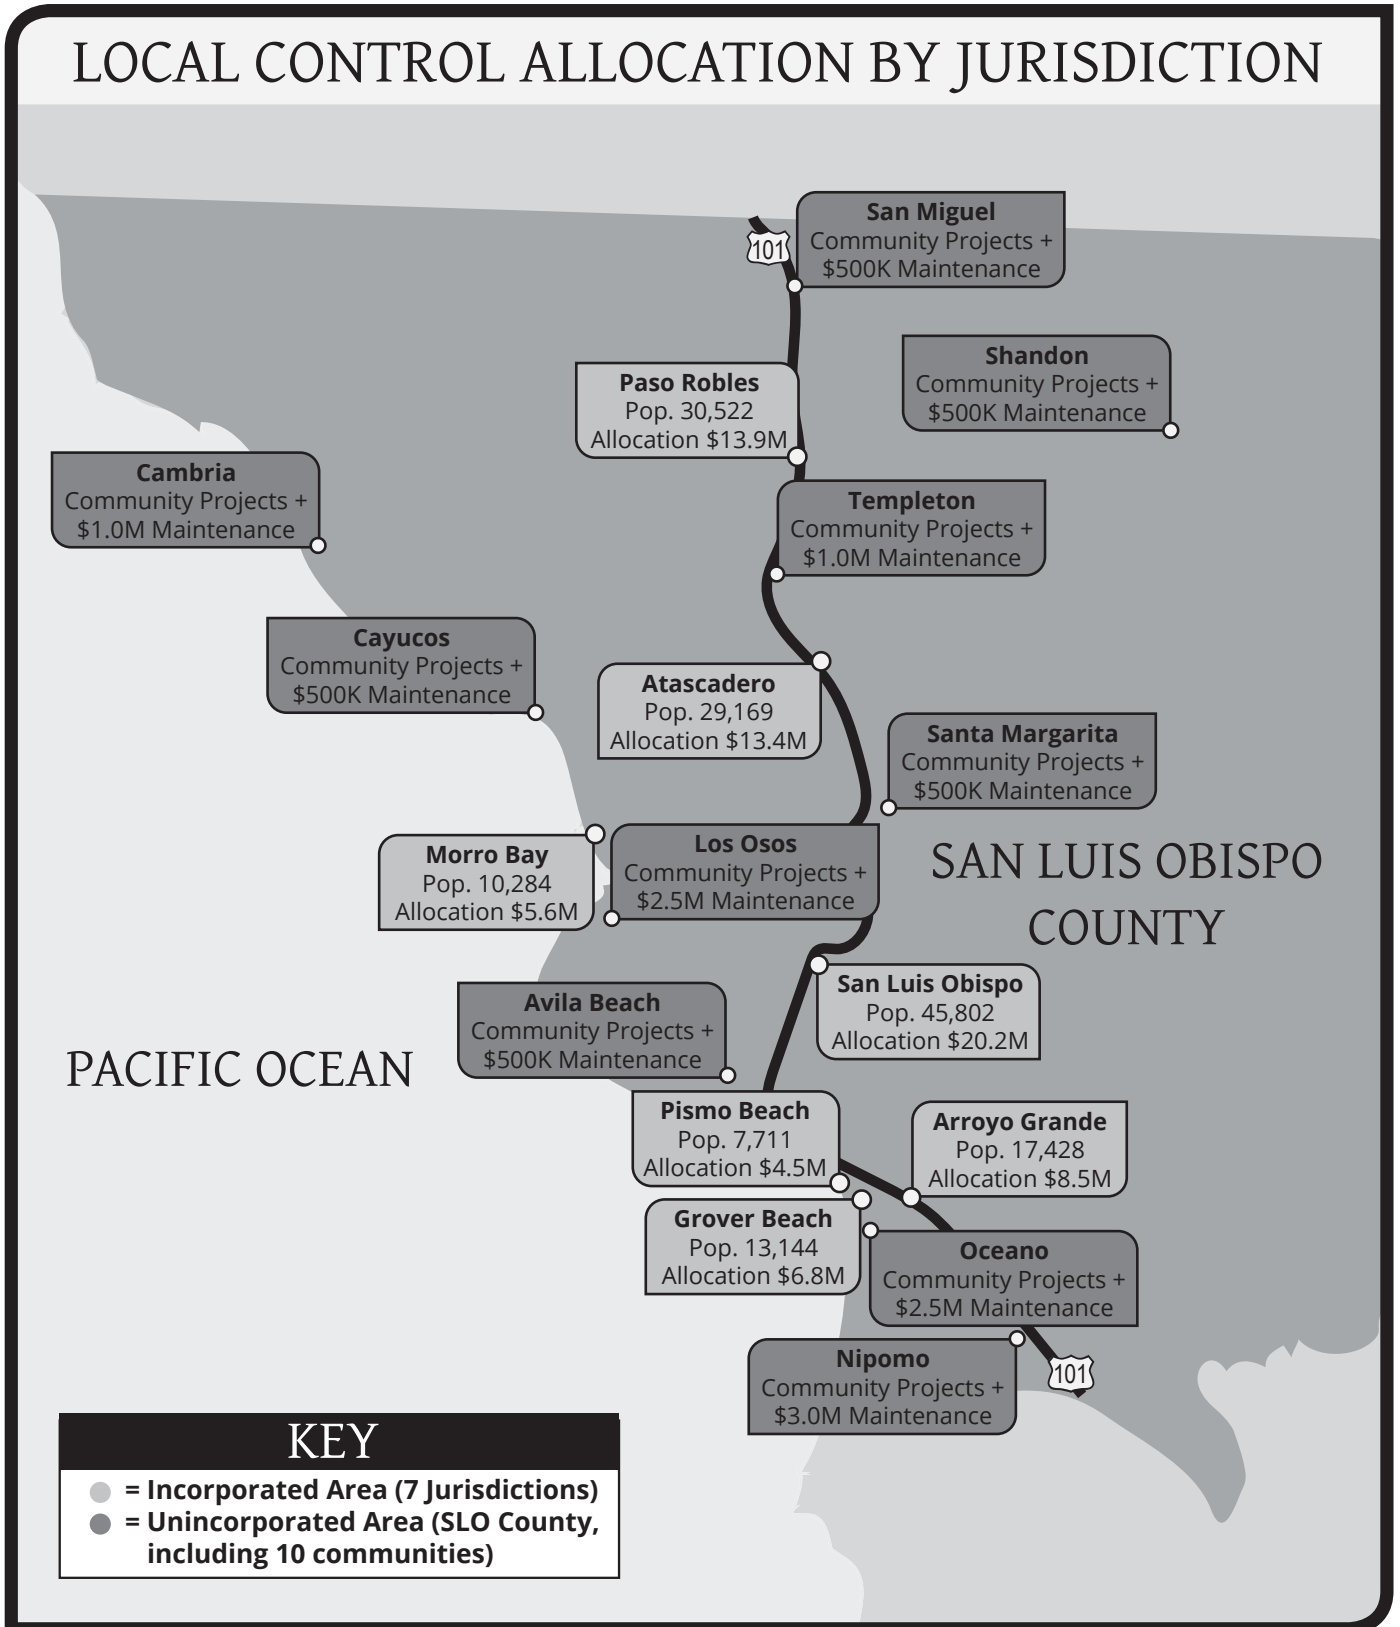 LOCAL CONTROL ALLOCATION BY JURISDICTION
San Miguel
Community Projects +
$500K Maintenance
101
Shandon
Community Projects +
$500K Maintenance
Paso Robles
Pop. 30,522
Allocation $13.9M
Cambria
Community Projects +
$1.0M Maintenance
Templeton
Community Projects +
$1.0M Maintenance
Cayucos
Community Projects +
$500K Maintenance
Atascadero
Pop. 29,169
Allocation $13.4M
Santa Margarita
Community Projects +
$500K Maintenance
Morro Bay
Pop. 10,284
Allocation $5.6M
Los Osos
Community Projects +
$2.5M Maintenance
SAN LUIS OBISPO
COUNTY
San Luis Obispo
Pop. 45,802
Allocation $20.2M
Avila Beach
Community Projects +
$500K Maintenance
PACIFIC OCEAN
Pismo Beach
Pop. 7,711
Allocation $4.5M
Arroyo Grande
Pop. 17,428
Allocation $8.5M
Grover Beach
Pop. 13,144
Allocation $6.8M
Oceano
Community Projects +
$2.5M Maintenance
Nipomo
Community Projects +
$3.0M Maintenance
101
KEY
= Incorporated Area (7 Jurisdictions)
= Unincorporated Area (SLO County,
including 10 communities)